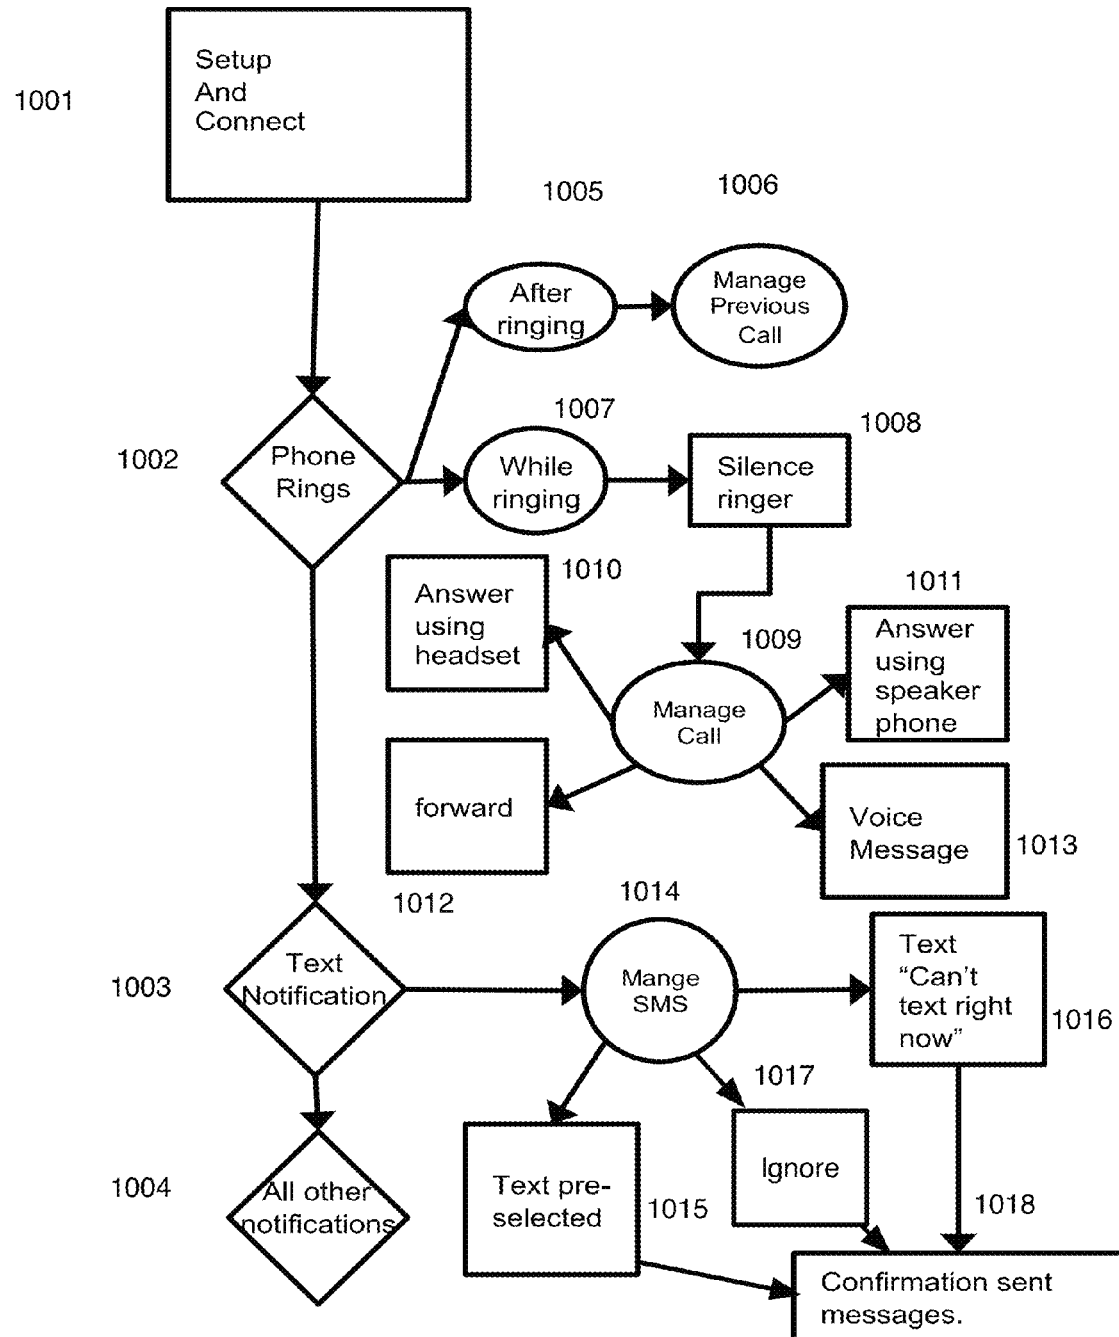 Setup
And
Connect
1001
1005
1006
After
ringing
Manage
Previous
Call
1002
Phone
Rings
1007
While
ringing
1008
Silence
ringer
1010
Answer
using
headset
1009
Manage
Call
1011
Answer
using
speaker
phone
forward
1012
Voice
Message
1013
1003
Text
Notification
1014
Mange
SMS
Text
“Can’t
text right
now”
1016
1017
Ignore
1004
All other
notifications
Text pre-
selected
1015
1018
Confirmation sent
messages.